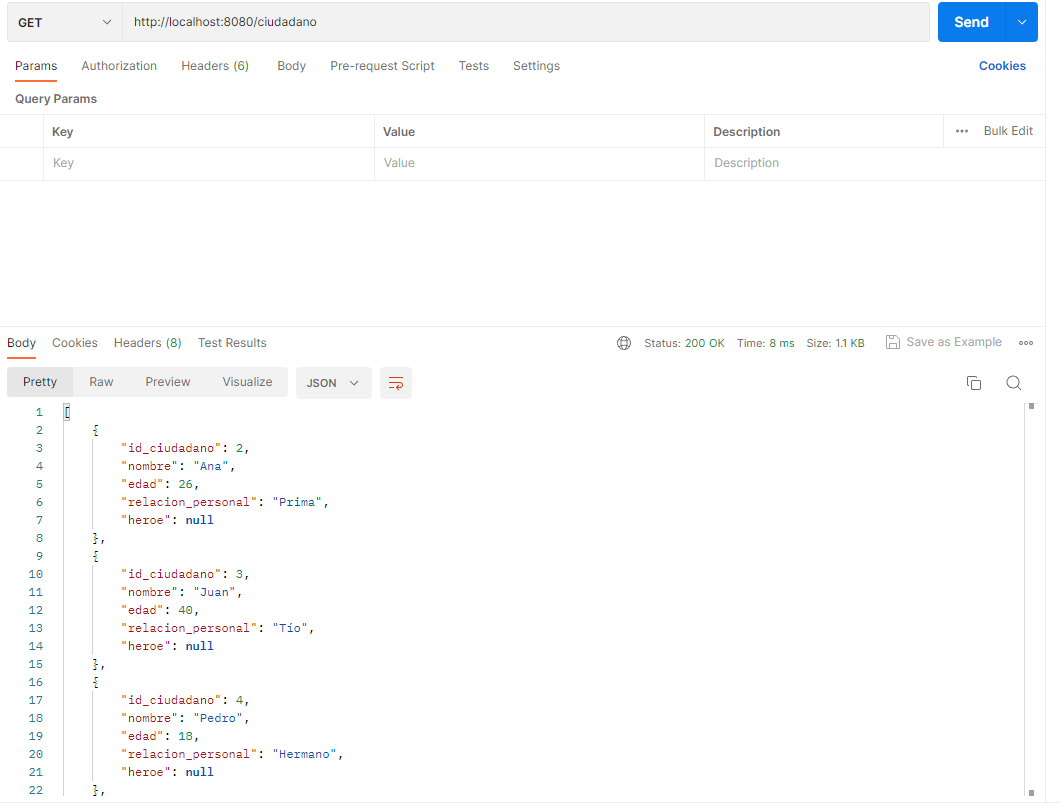 GET http://localhost:8080/ciudadano Send
Params Authorization Headers (6) Body Pre-request Script Tests Settings Cookies
Query Params
Key Value Description Bulk Edit
Key Value Description
Body Cookies Headers (8) Test Results Status: 200 OK Time: 8 ms Size: 1.1 KB Save as Example
Pretty Raw Preview Visualize JSON
1 [
2 {
3 "id_ciudadano": 2,
4 "nombre": "Ana",
5 "edad": 26,
6 "relacion_personal": "Prima",
7 "heroe": null
8 },
9 {
10 "id_ciudadano": 3,
11 "nombre": "Juan",
12 "edad": 40,
13 "relacion_personal": "Tío",
14 "heroe": null
15 },
16 {
17 "id_ciudadano": 4,
18 "nombre": "Pedro",
19 "edad": 18,
20 "relacion_personal": "Hermano",
21 "heroe": null
22 },